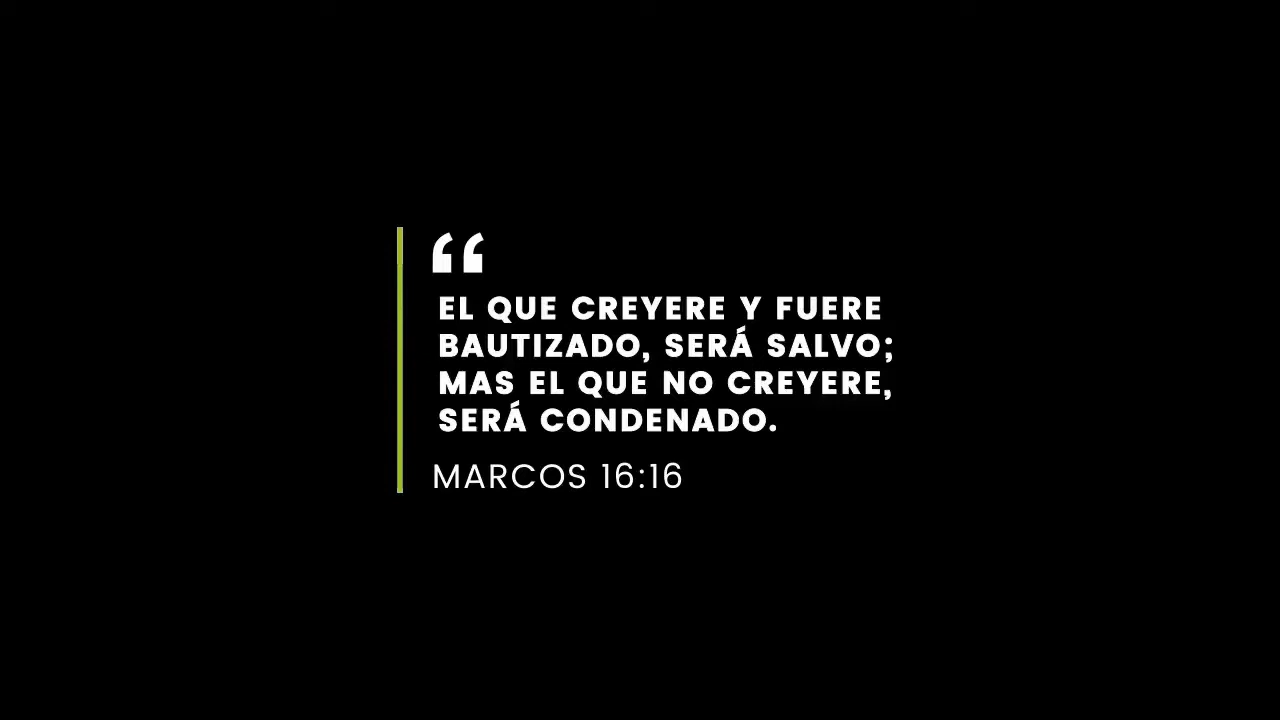 “
EL QUE CREYERE Y FUERE
BAUTIZADO, SERÁ SALVO;
MAS EL QUE NO CREYERE,
SERÁ CONDENADO.
MARCOS 16:16